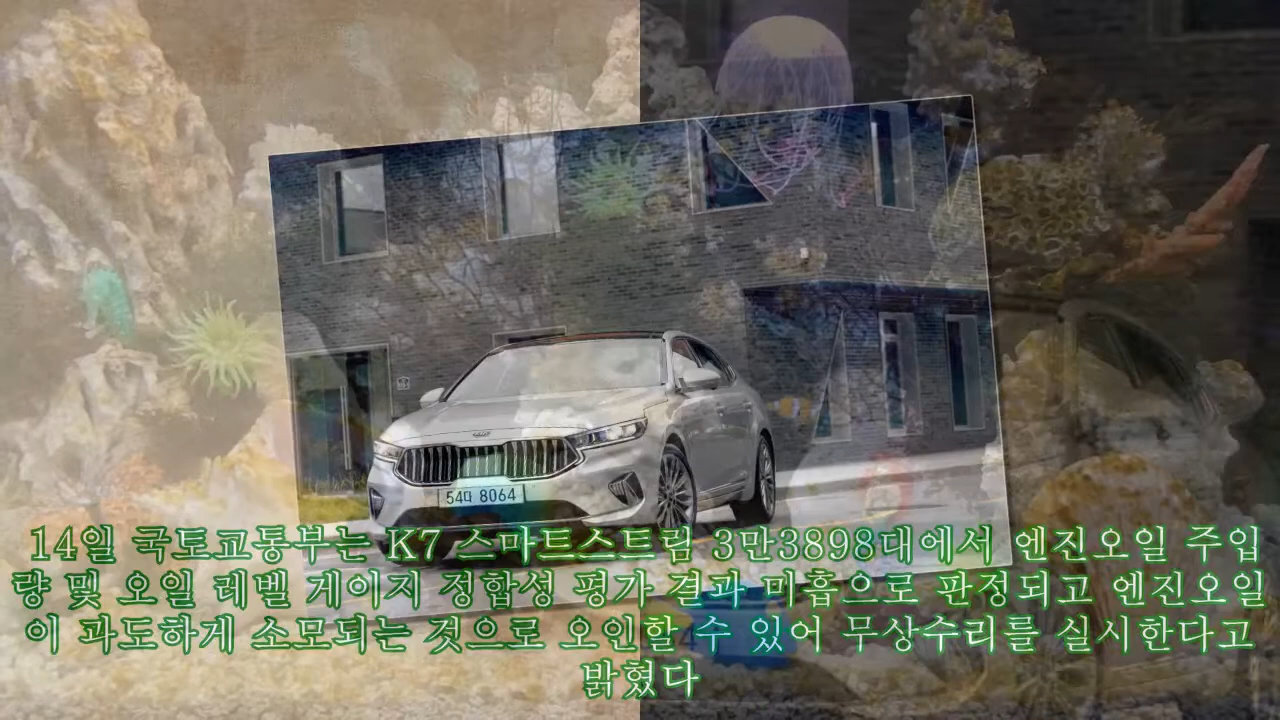 54다 8064
14일 국토교통부는 K7 스마트스트림 3만3898대에서 엔진오일 주입
량 및 오일 레벨 게이지 정합성 평가 결과 미흡으로 판정되고 엔진오일
이 과도하게 소모되는 것으로 오인할 수 있어 무상수리를 실시한다고
밝혔다